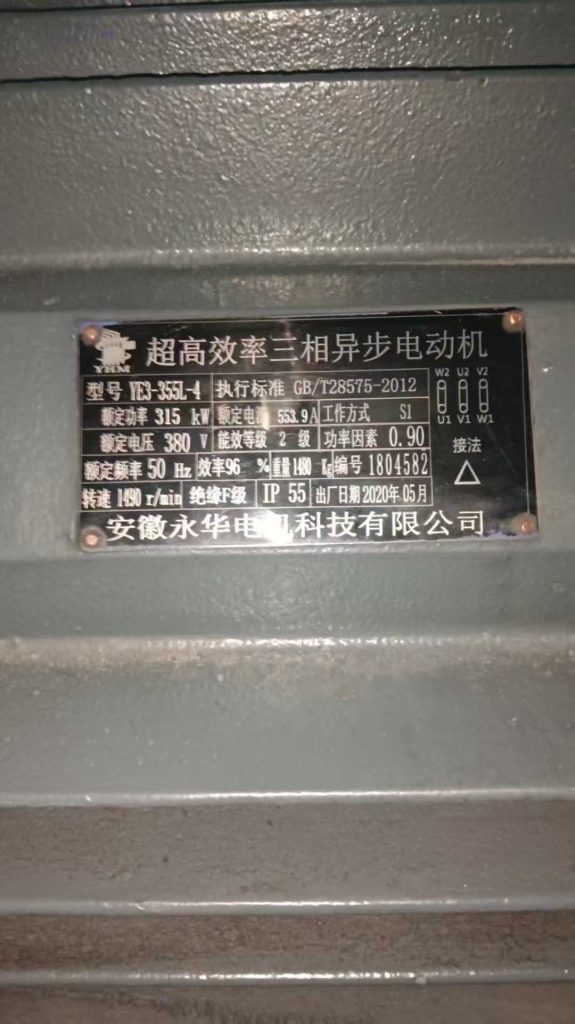 YHM 超高效率三相异步电动机
型号 YE3-355L-4 执行标准 GB/T28575-2012
额定功率 315 kW 额定电流 553.9A 工作方式 S1
额定电压 380 V 能效等级 2 级 功率因素 0.90
额定频率 50 Hz 效率96 % 重量1480 Kg 编号 1804582
转速 1490 r/min 绝缘F级 IP 55 出厂日期2020年05月
W2 U2 V2
U1 V1 W1
接法
△
安徽永华电机科技有限公司